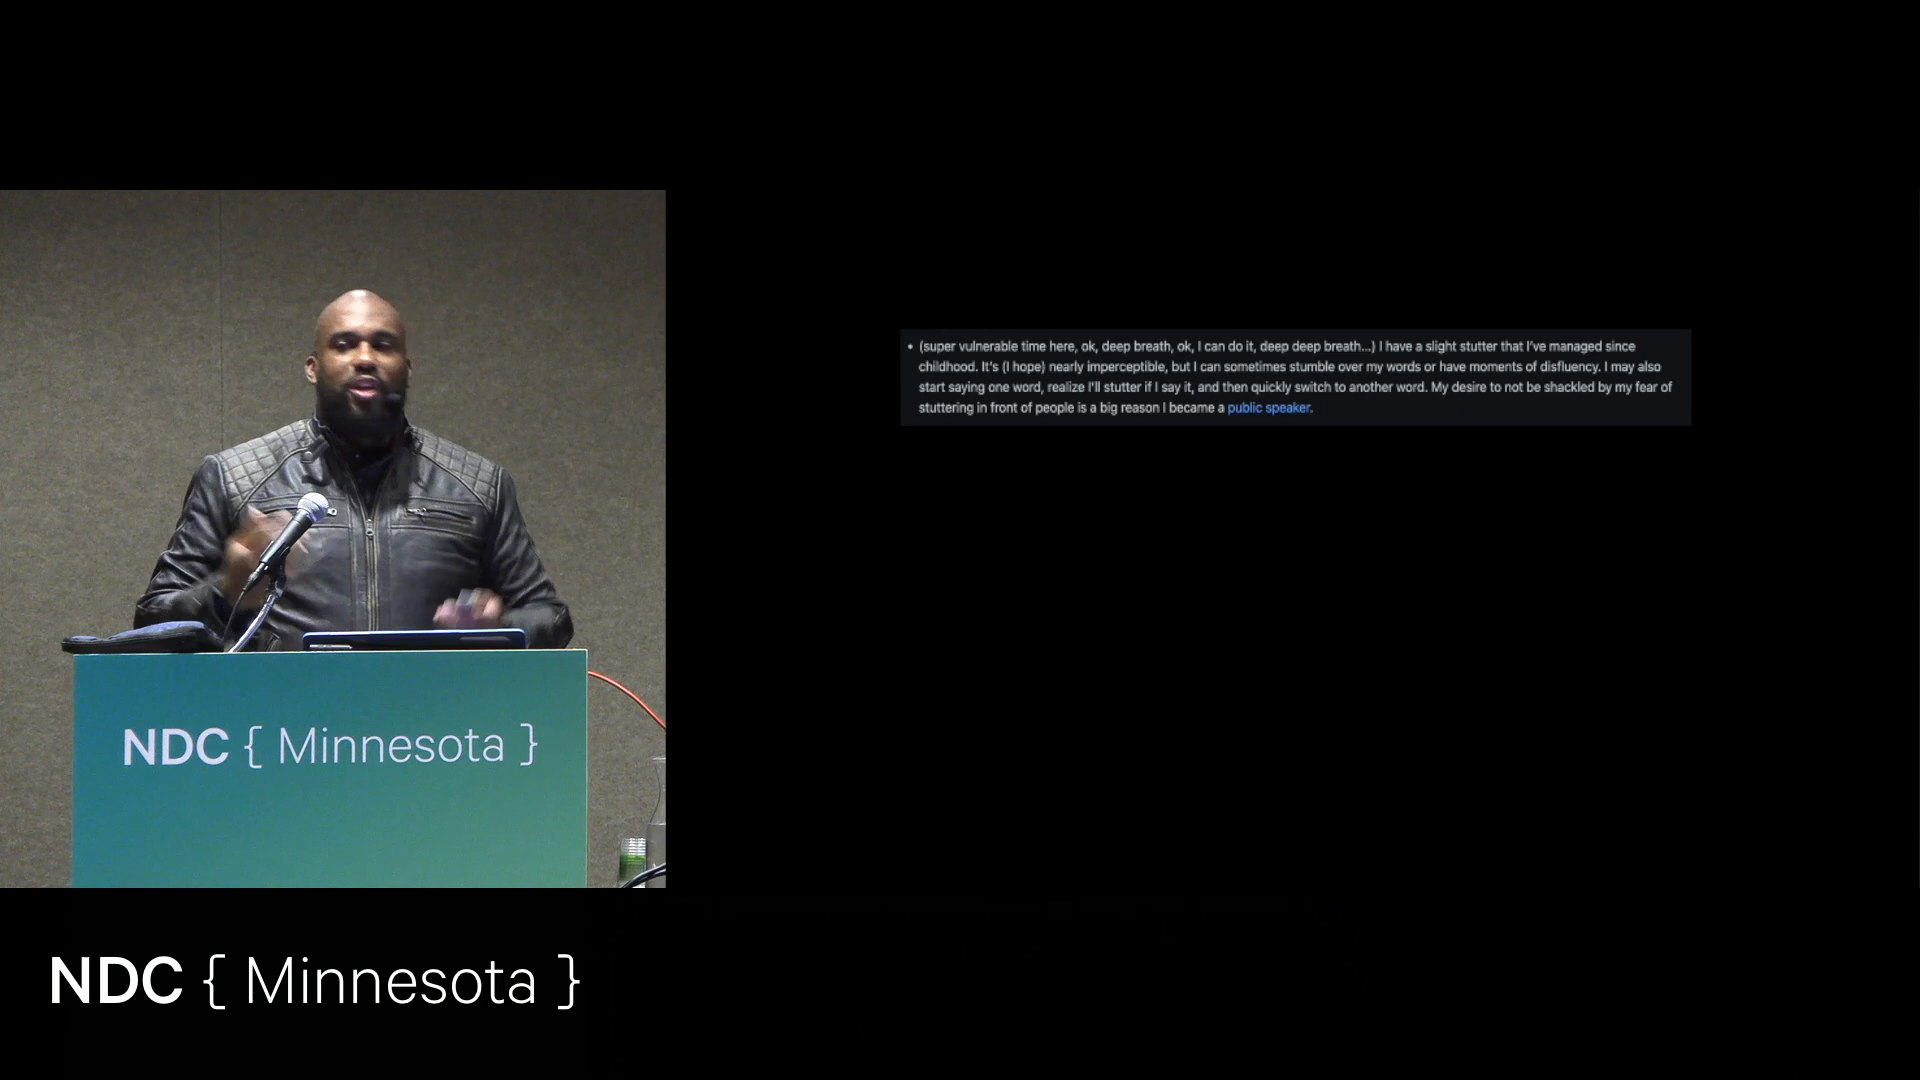 • (super vulnerable time here, ok, deep breath, ok, I can do it, deep deep breath...) I have a slight stutter that I've managed since
childhood. It's (I hope) nearly imperceptible, but I can sometimes stumble over my words or have moments of disfluency. I may also
start saying one word, realize I'll stutter if I say it, and then quickly switch to another word. My desire to not be shackled by my fear of
stuttering in front of people is a big reason I became a public speaker.
NDC { Minnesota }
NDC { Minnesota }